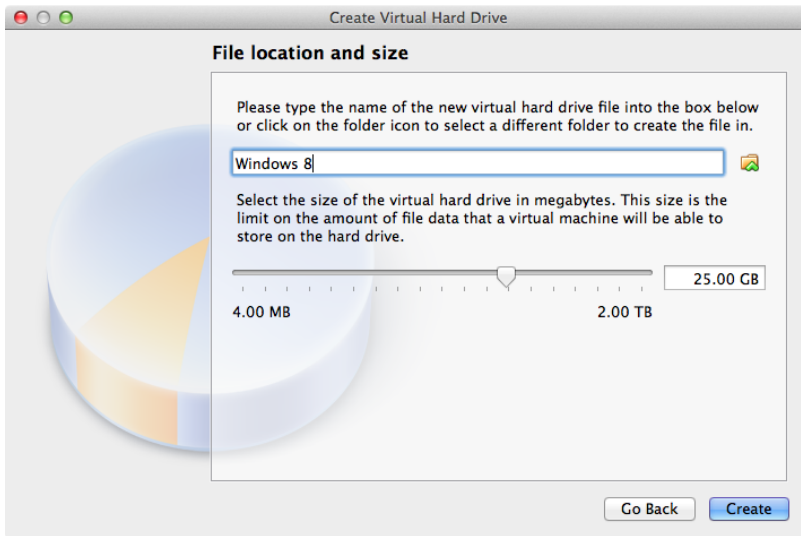 Create Virtual Hard Drive
File location and size
Please type the name of the new virtual hard drive file into the box below
or click on the folder icon to select a different folder to create the file in.
Windows 8
Select the size of the virtual hard drive in megabytes. This size is the
limit on the amount of file data that a virtual machine will be able to
store on the hard drive.
25.00 GB
4.00 MB
2.00 TB
Go Back
Create